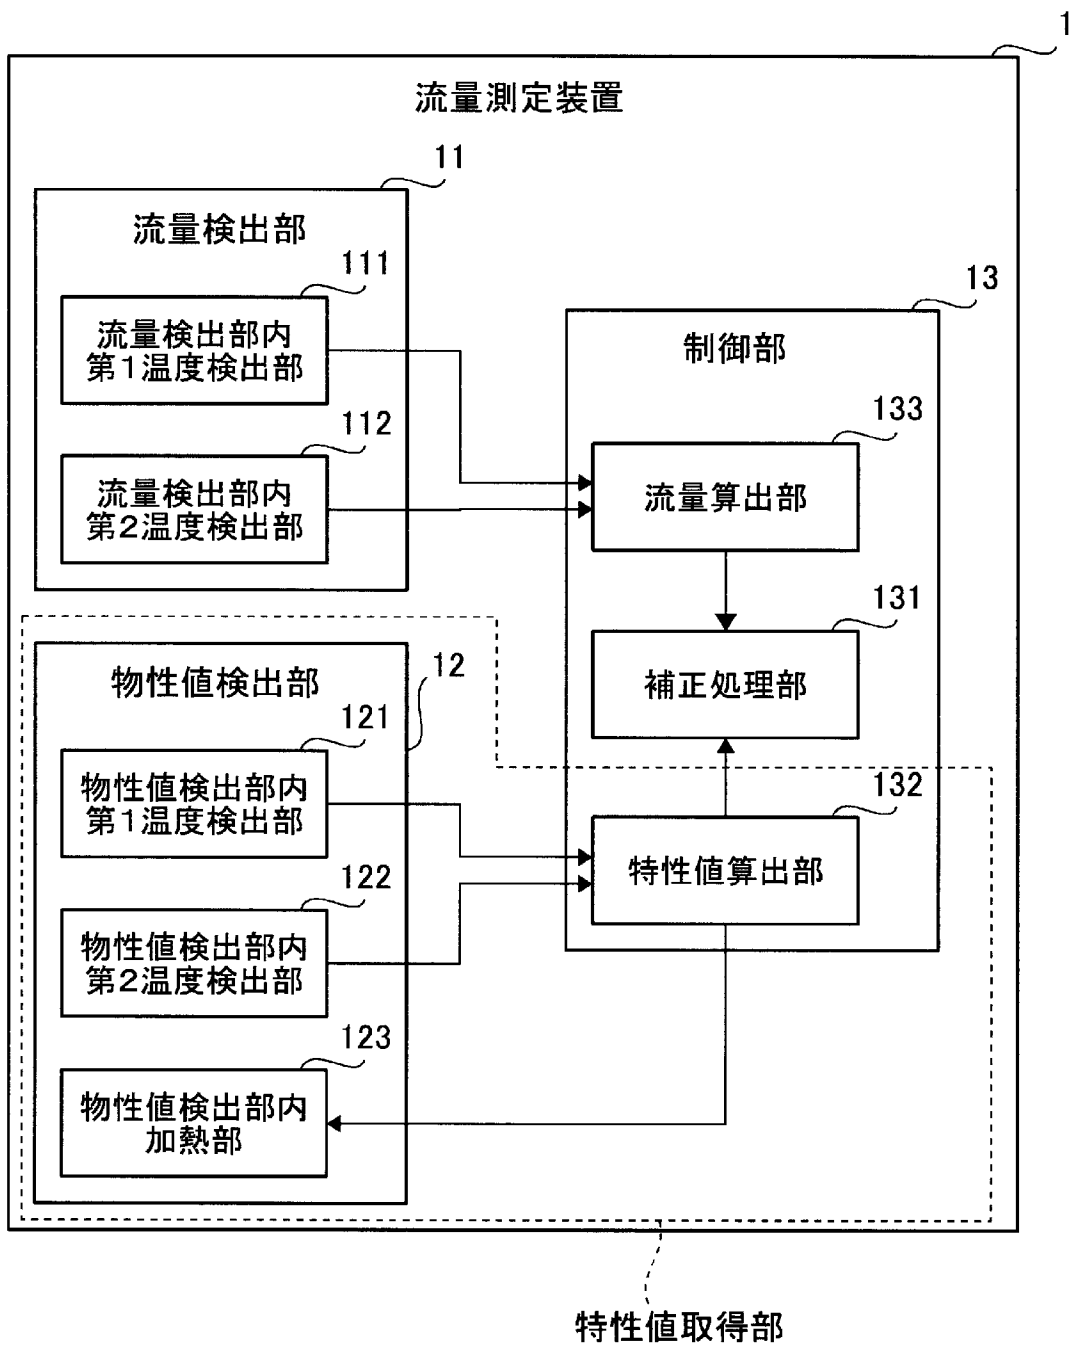 1
流量測定装置
11
流量検出部
111
流量検出部内
第1温度検出部
112
流量検出部内
第2温度検出部
13
制御部
133
流量算出部
131
補正処理部
132
特性値算出部
12
物性値検出部
121
物性値検出部内
第1温度検出部
122
物性値検出部内
第2温度検出部
123
物性値検出部内
加熱部
特性値取得部